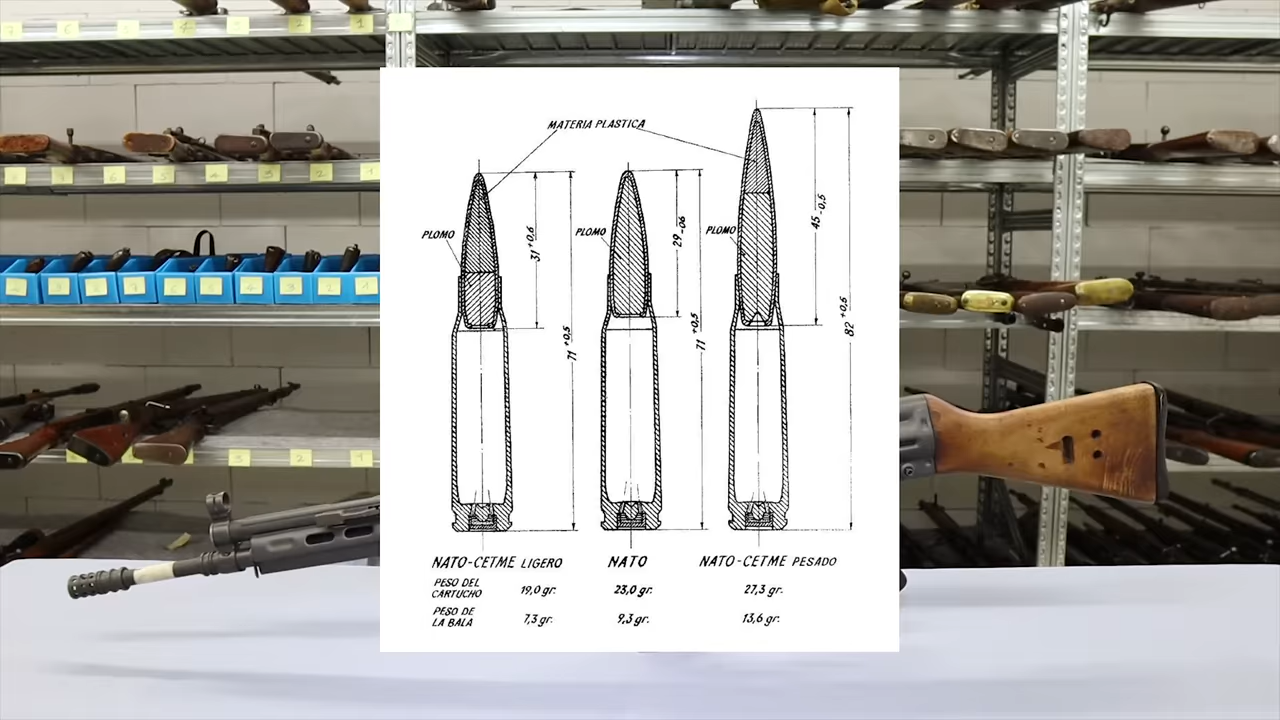 MATERIA PLASTICA
PLOMO
PLOMO
PLOMO
31 +0,6
71 +0,5
29 -06
71 +0,5
45 -0,5
82 +0,6
NATO-CETME LIGERO
NATO
NATO-CETME PESADO
PESO DEL CARTUCHO
19,0 gr.
23,0 gr.
27,3 gr.
PESO DE LA BALA
7,3 gr.
9,3 gr.
13,6 gr.